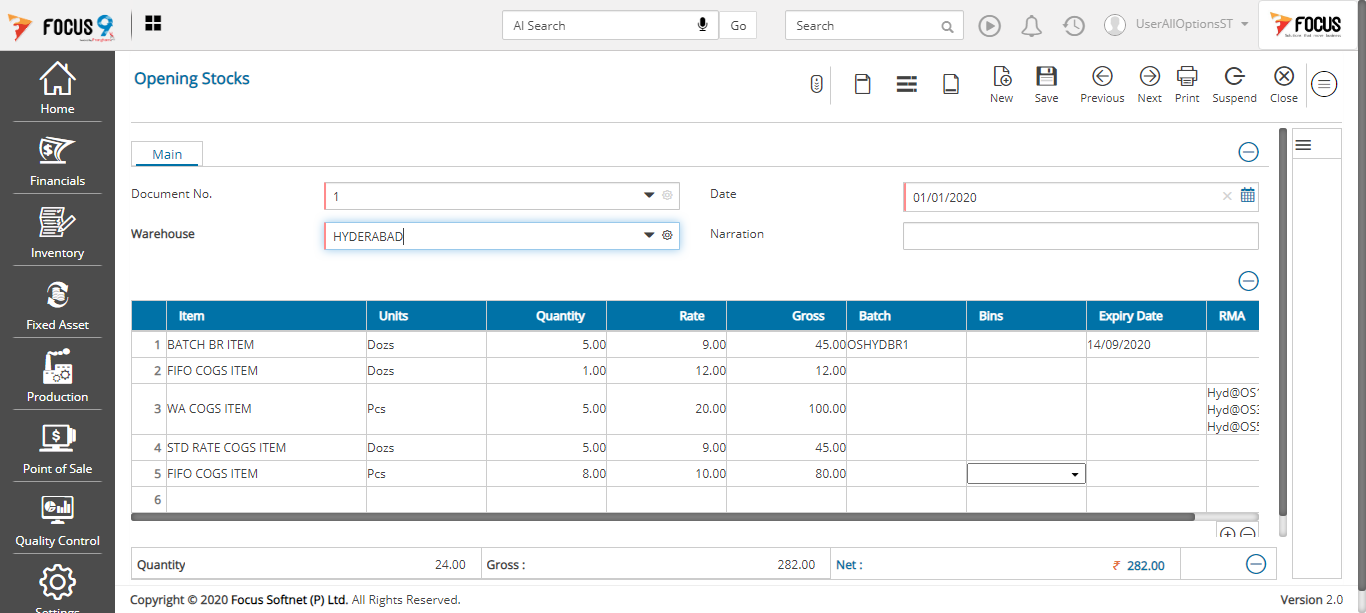 FOCUS 9
AI Search Go Search UserAllOptionsST FOCUS
Home
Financials
Inventory
Fixed Asset
Production
Point of Sale
Quality Control
Settings
Opening Stocks
New Save Previous Next Print Suspend Close
Main
Document No. 1 Date 01/01/2020
Warehouse HYDERABAD Narration
Item Units Quantity Rate Gross Batch Bins Expiry Date RMA
1 BATCH BR ITEM Dozs 5.00 9.00 45.00 OSHYDBR1 14/09/2020
2 FIFO COGS ITEM Dozs 1.00 12.00 12.00
3 WA COGS ITEM Pcs 5.00 20.00 100.00 Hyd@OS1
Hyd@OS3
Hyd@OS5
4 STD RATE COGS ITEM Dozs 5.00 9.00 45.00
5 FIFO COGS ITEM Pcs 8.00 10.00 80.00
6
Quantity 24.00 Gross : 282.00 Net : ₹ 282.00
Copyright © 2020 Focus Softnet (P) Ltd. All Rights Reserved. Version 2.0